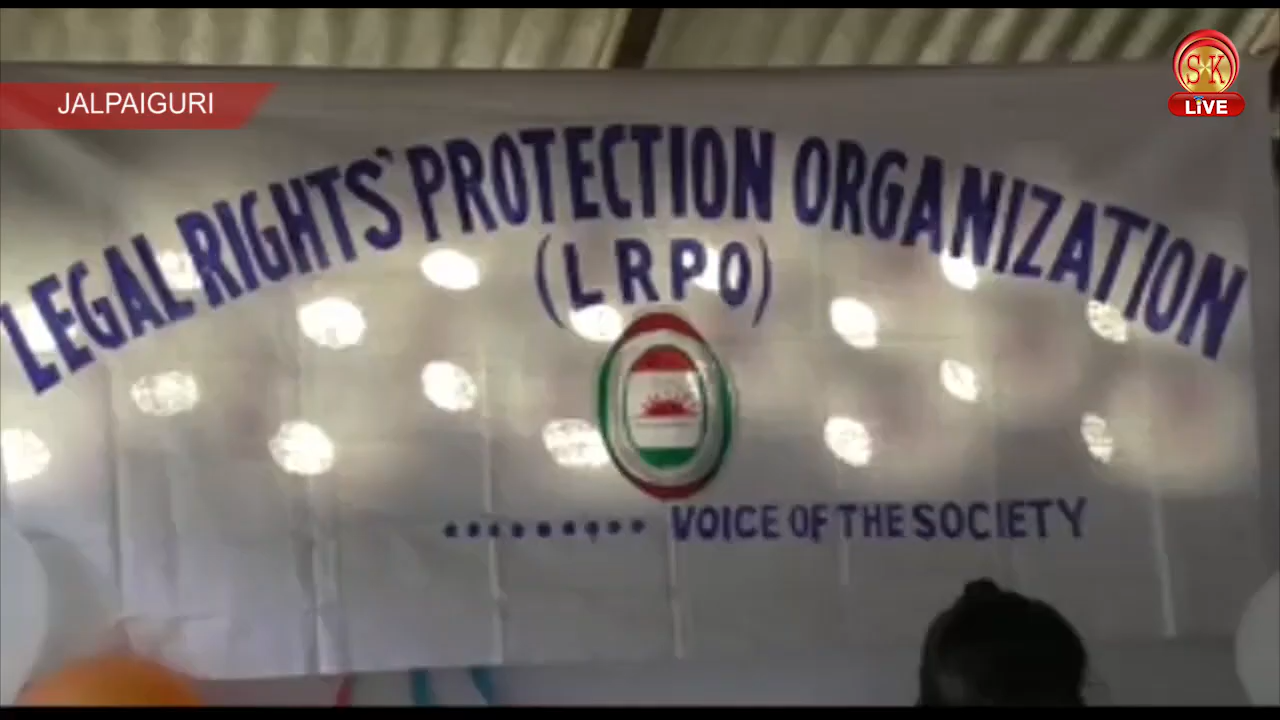 JALPAIGURI
SK
LIVE
LEGAL RIGHTS' PROTECTION ORGANIZATION
(LRPO)
......... VOICE OF THE SOCIETY